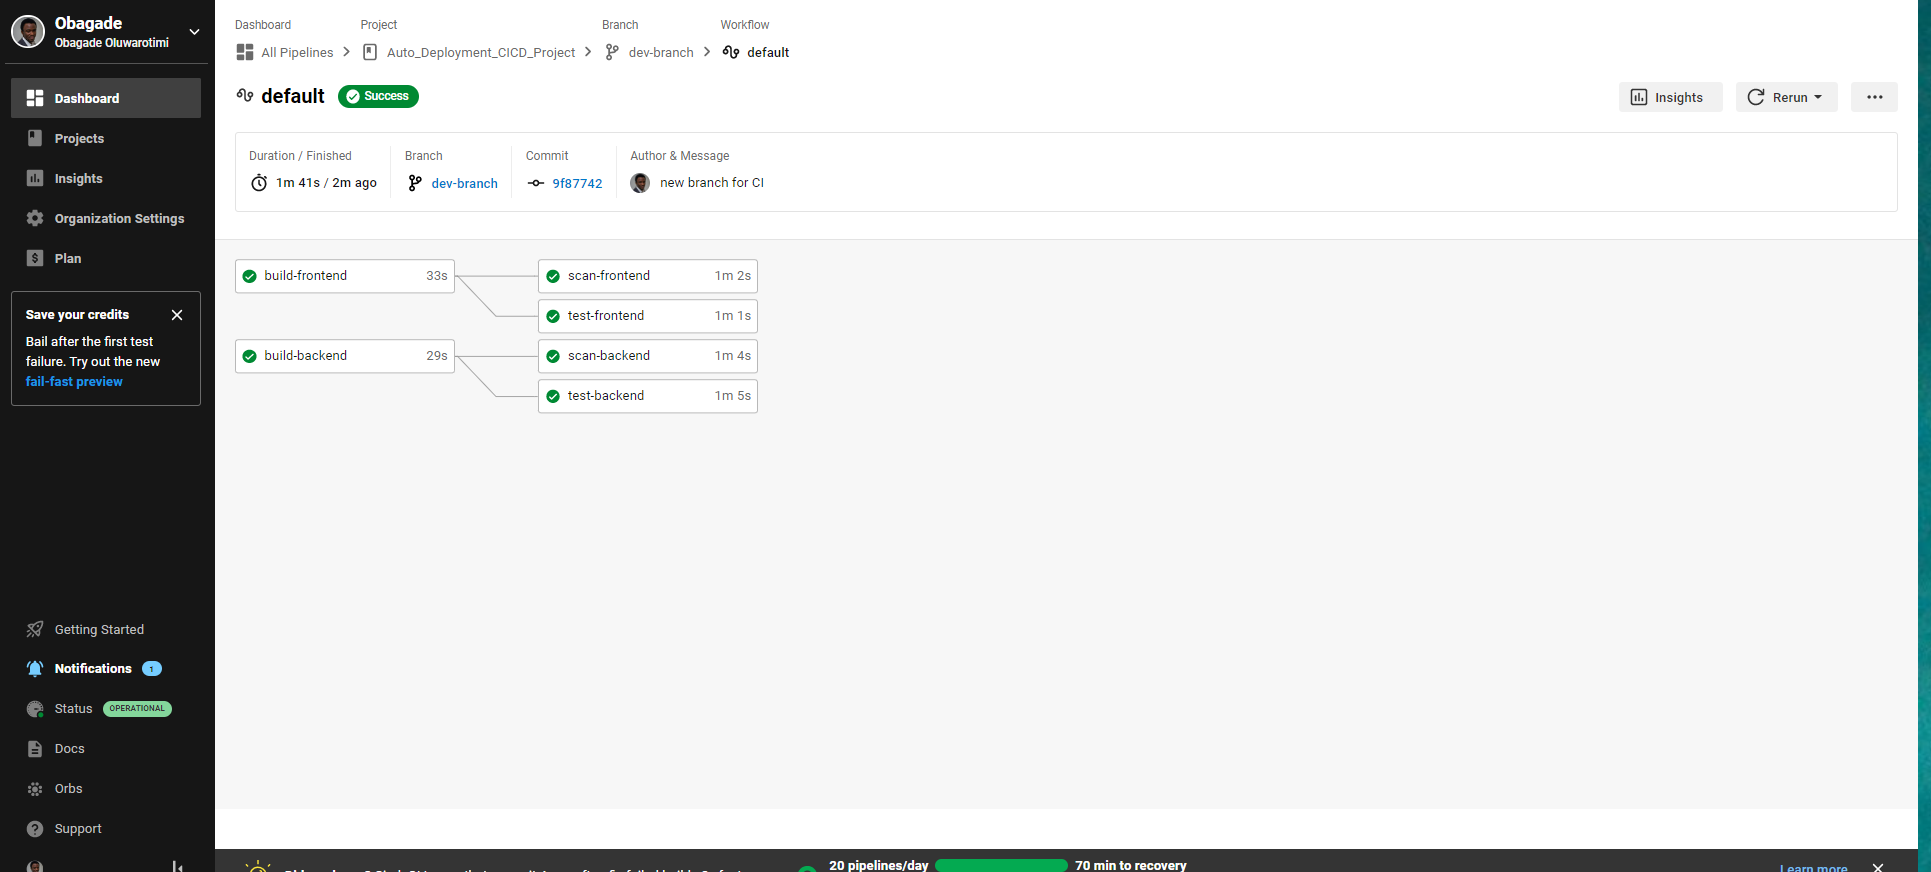 Obagade
Obagade Oluwarotimi
Dashboard
Projects
Insights
Organization Settings
Plan
Save your credits
Bail after the first test
failure. Try out the new
fail-fast preview
Getting Started
Notifications 1
Status OPERATIONAL
Docs
Orbs
Support
Dashboard Project Branch Workflow
All Pipelines Auto_Deployment_CICD_Project dev-branch default
default Success
Insights Rerun
Duration / Finished Branch Commit Author & Message
1m 41s / 2m ago dev-branch 9f87742 new branch for CI
build-frontend 33s scan-frontend 1m 2s
test-frontend 1m 1s
build-backend 29s scan-backend 1m 4s
test-backend 1m 5s
20 pipelines/day 70 min to recovery
Learn more